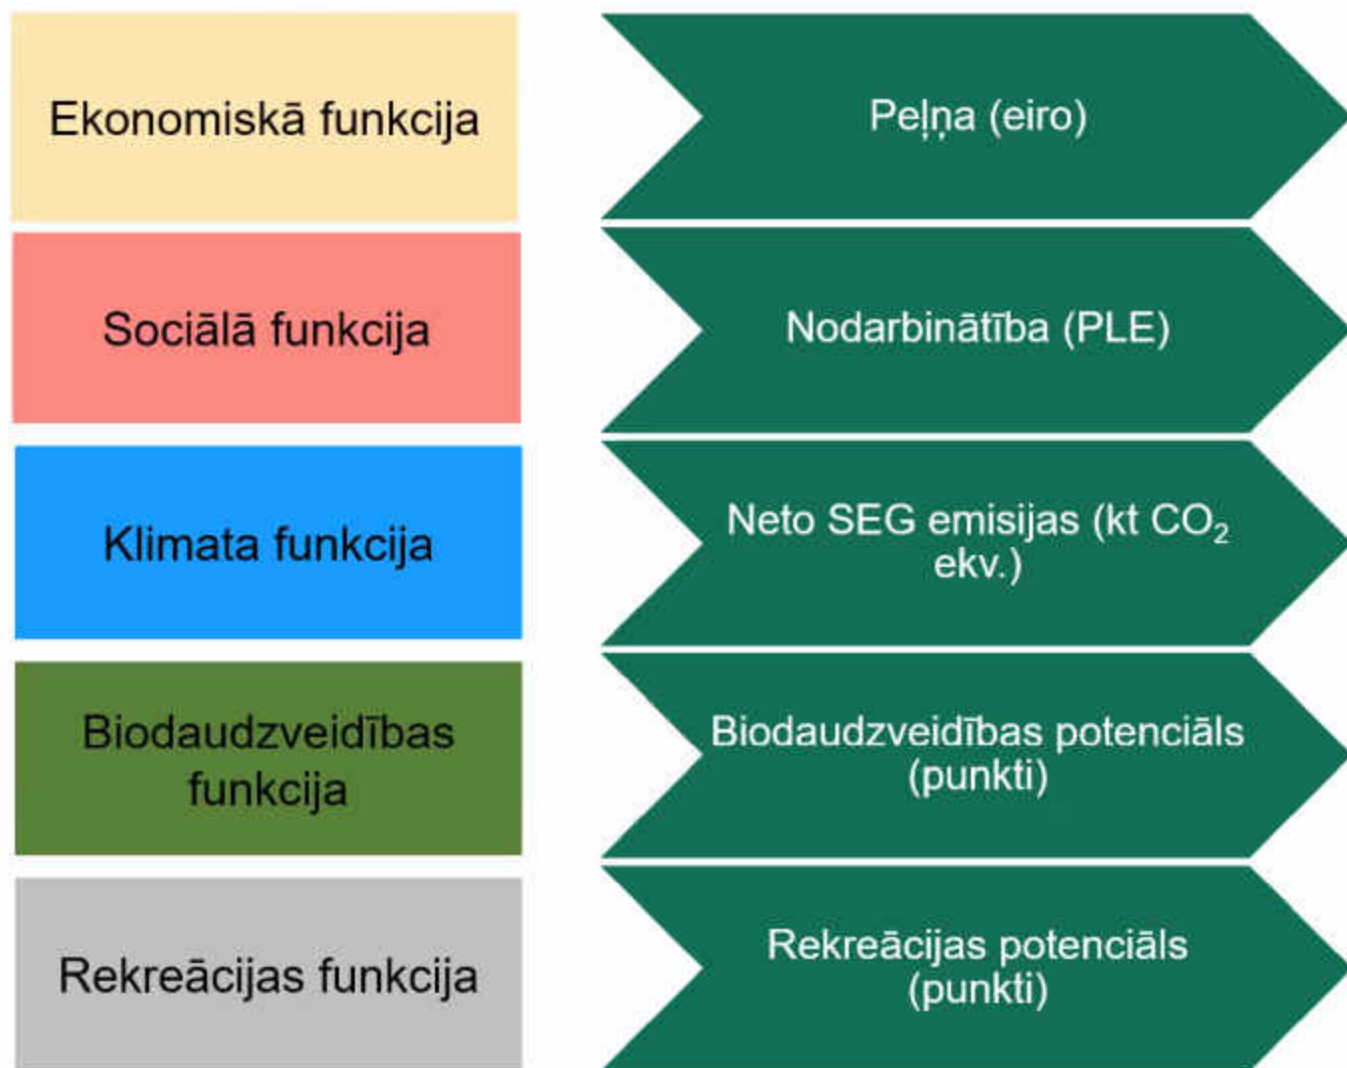 Ekonomiskā funkcija
Peļņa (eiro)
Sociālā funkcija
Nodarbinātība (PLE)
Klimata funkcija
Neto SEG emisijas (kt CO₂
ekv.)
Biodaudzveidības
funkcija
Biodaudzveidības potenciāls
(punkti)
Rekreācijas funkcija
Rekreācijas potenciāls
(punkti)